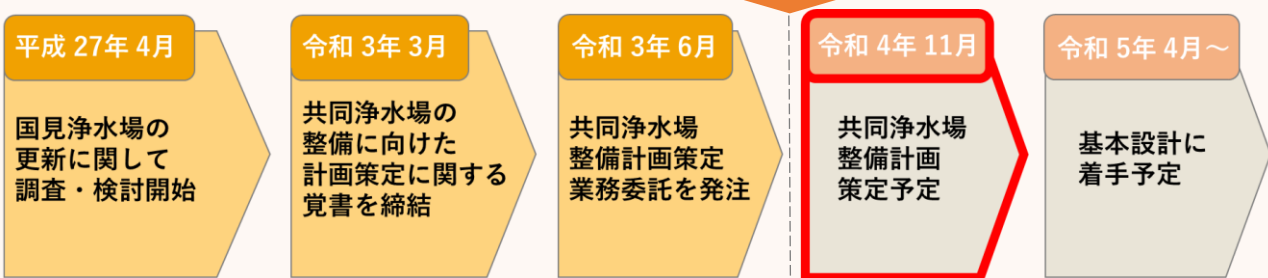 平成 27年 4月
国見浄水場の
更新に関して
調査・検討開始
令和 3年 3月
共同浄水場の
整備に向けた
計画策定に関する
覚書を締結
令和 3年 6月
共同浄水場
整備計画策定
業務委託を発注
令和 4年 11月
共同浄水場
整備計画
策定予定
令和 5年 4月～
基本設計に
着手予定